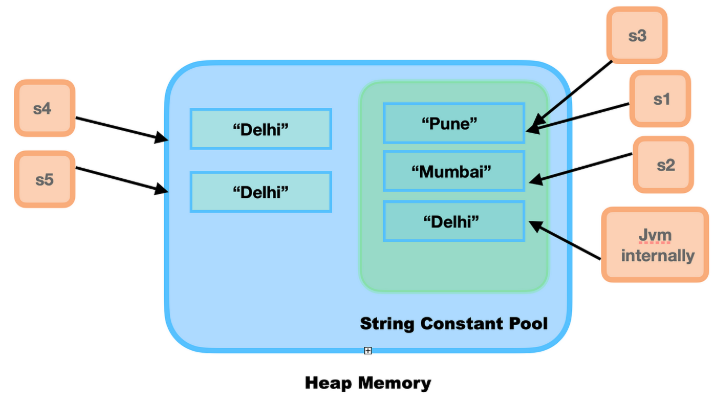 s3
s4
“Delhi”
“Pune”
s1
s5
“Delhi”
“Mumbai”
s2
“Delhi”
Jvm
internally
String Constant Pool
Heap Memory